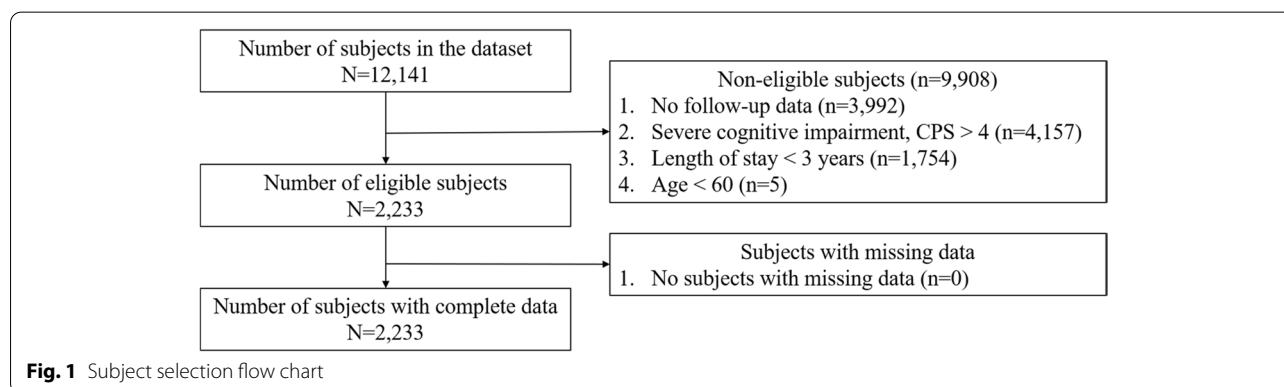 Number of subjects in the dataset
N=12,141
Non-eligible subjects (n=9,908)
1. No follow-up data (n=3,992)
2. Severe cognitive impairment, CPS > 4 (n=4,157)
3. Length of stay < 3 years (n=1,754)
4. Age < 60 (n=5)
Number of eligible subjects
N=2,233
Subjects with missing data
1. No subjects with missing data (n=0)
Number of subjects with complete data
N=2,233
Fig. 1 Subject selection flow chart